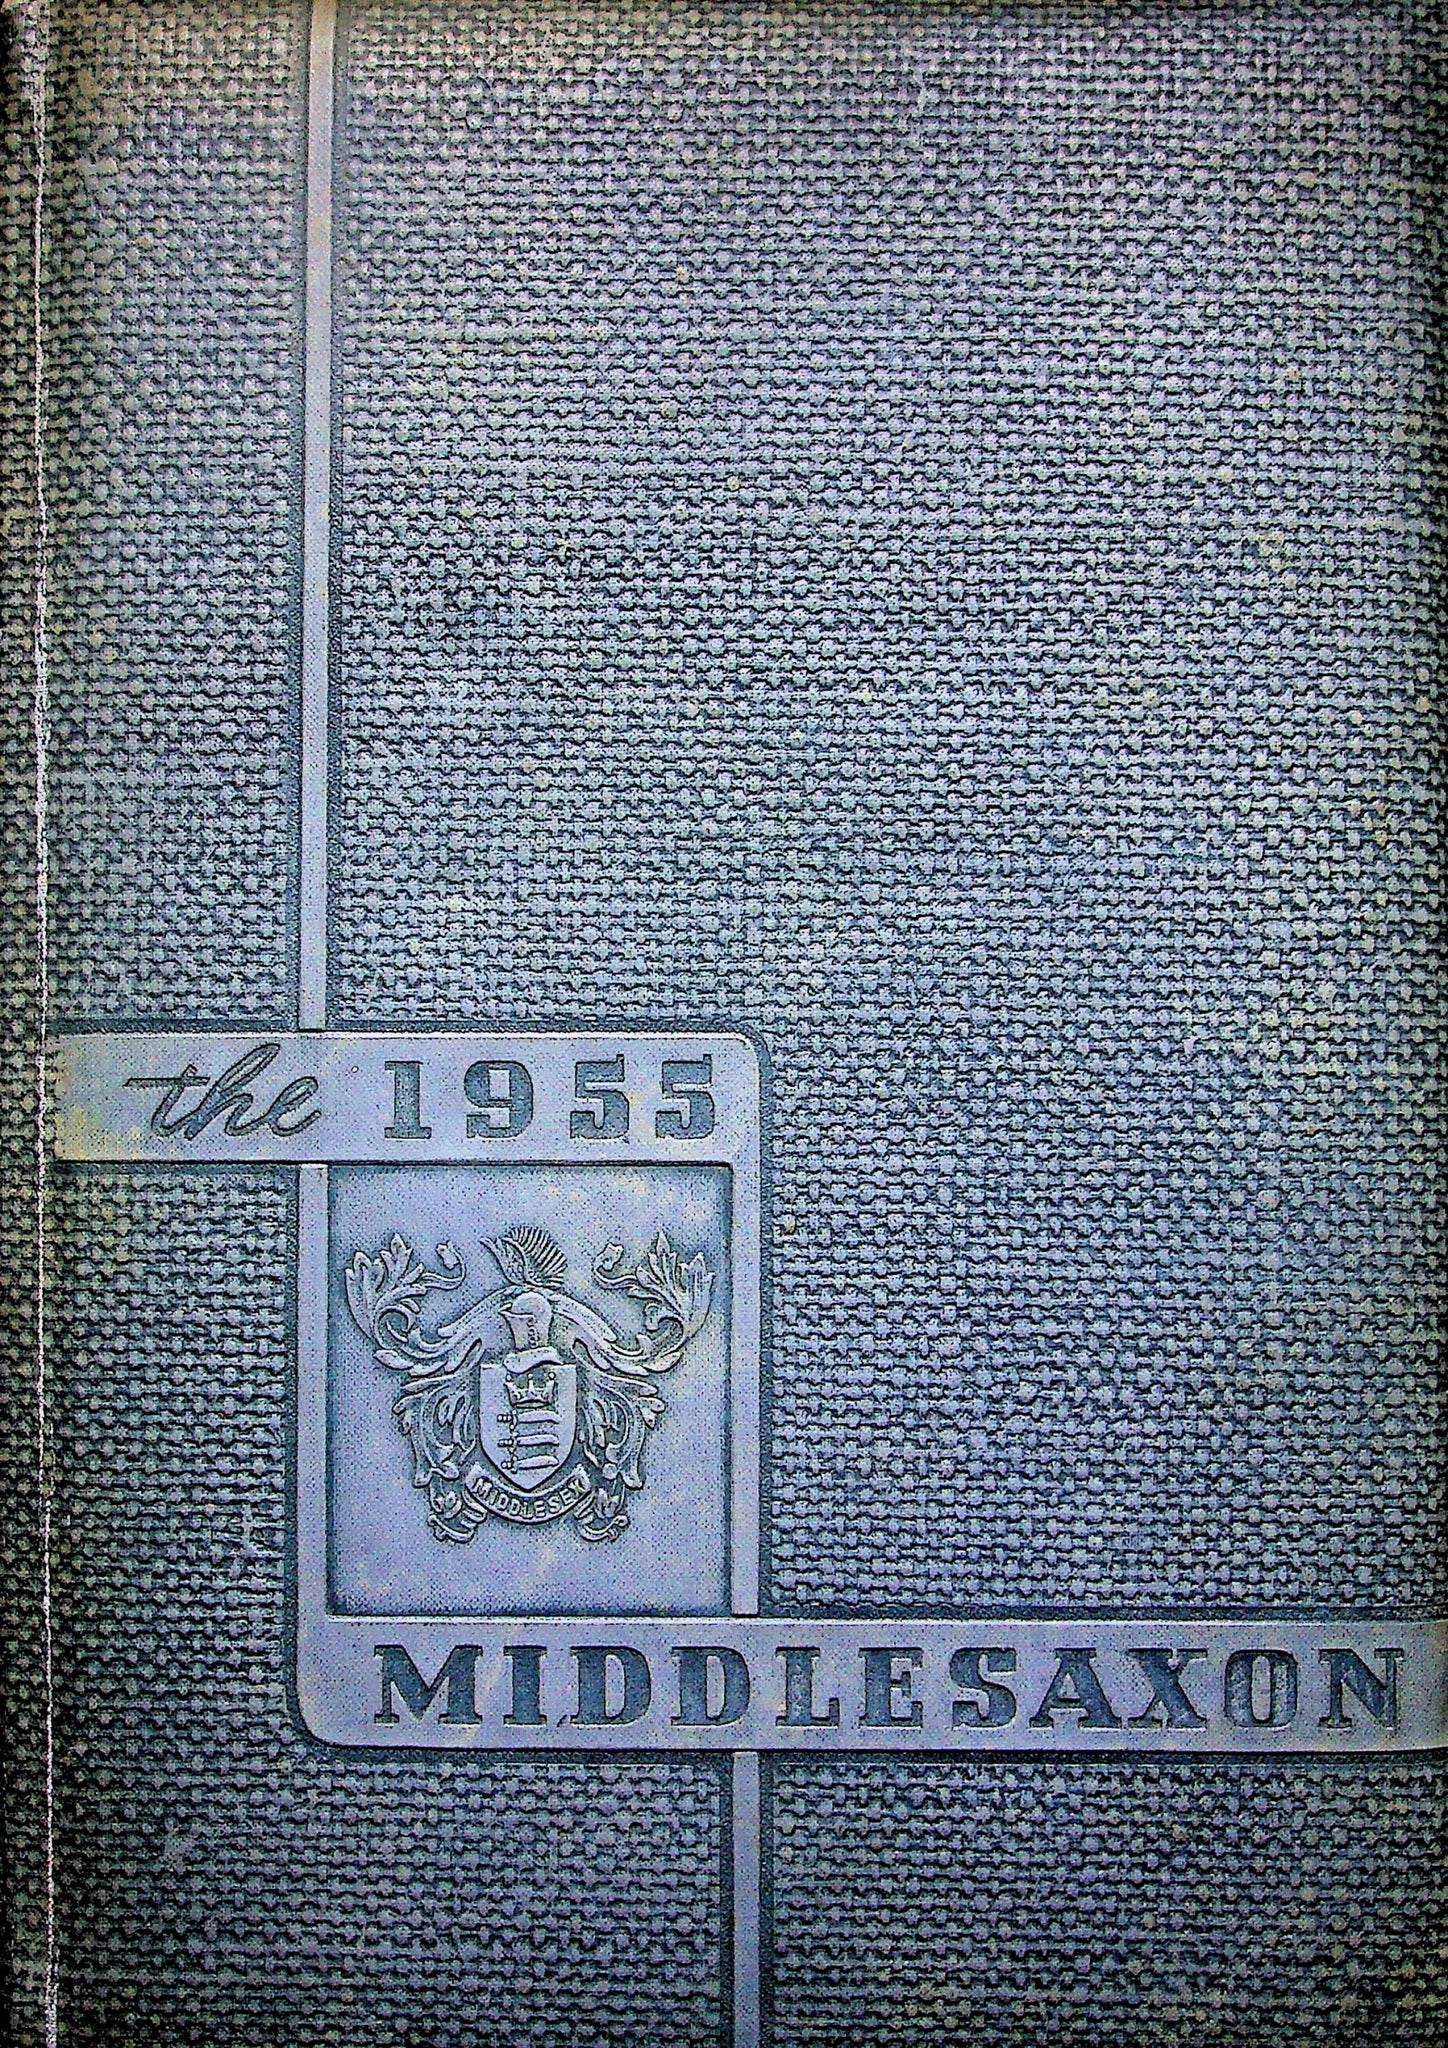 the 1955
MIDDLESEX
MIDDLESAXON